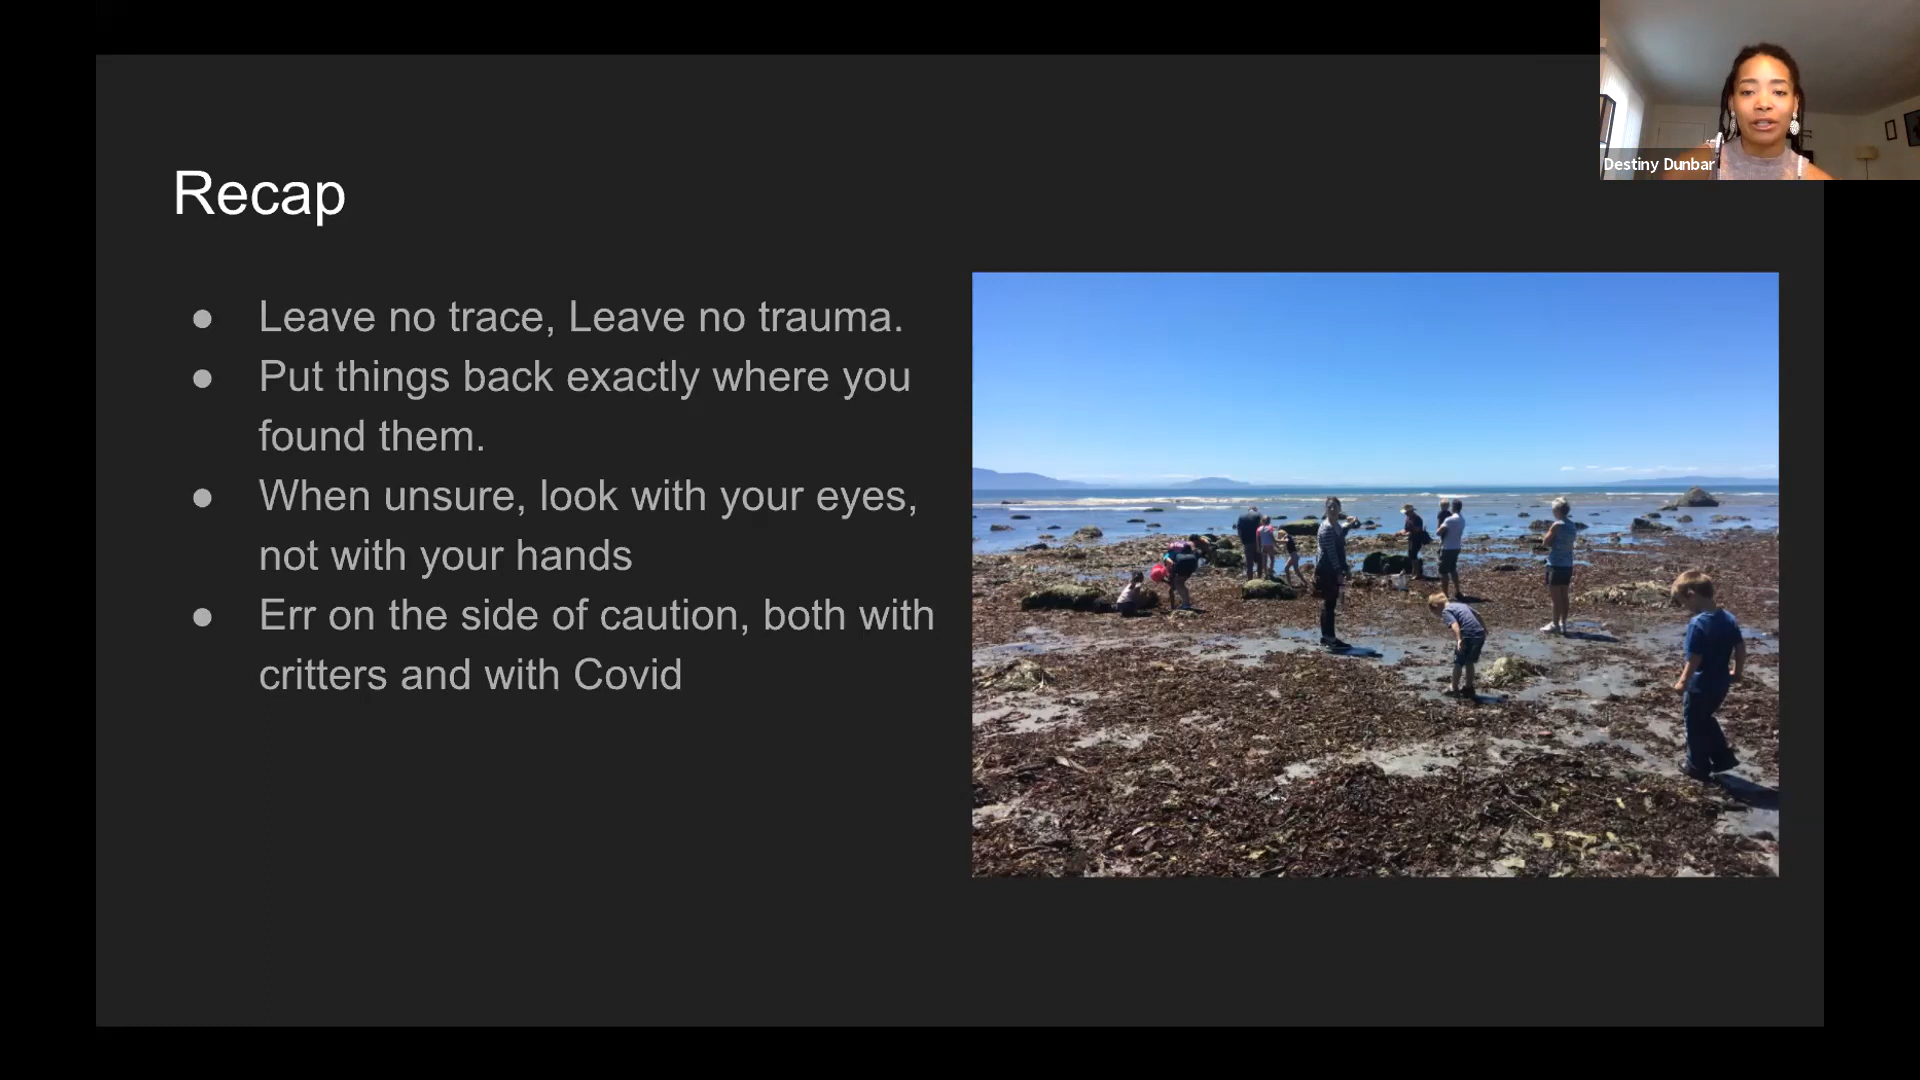 Destiny Dunbar
Recap
● Leave no trace, Leave no trauma.
● Put things back exactly where you
found them.
● When unsure, look with your eyes,
not with your hands
● Err on the side of caution, both with
critters and with Covid